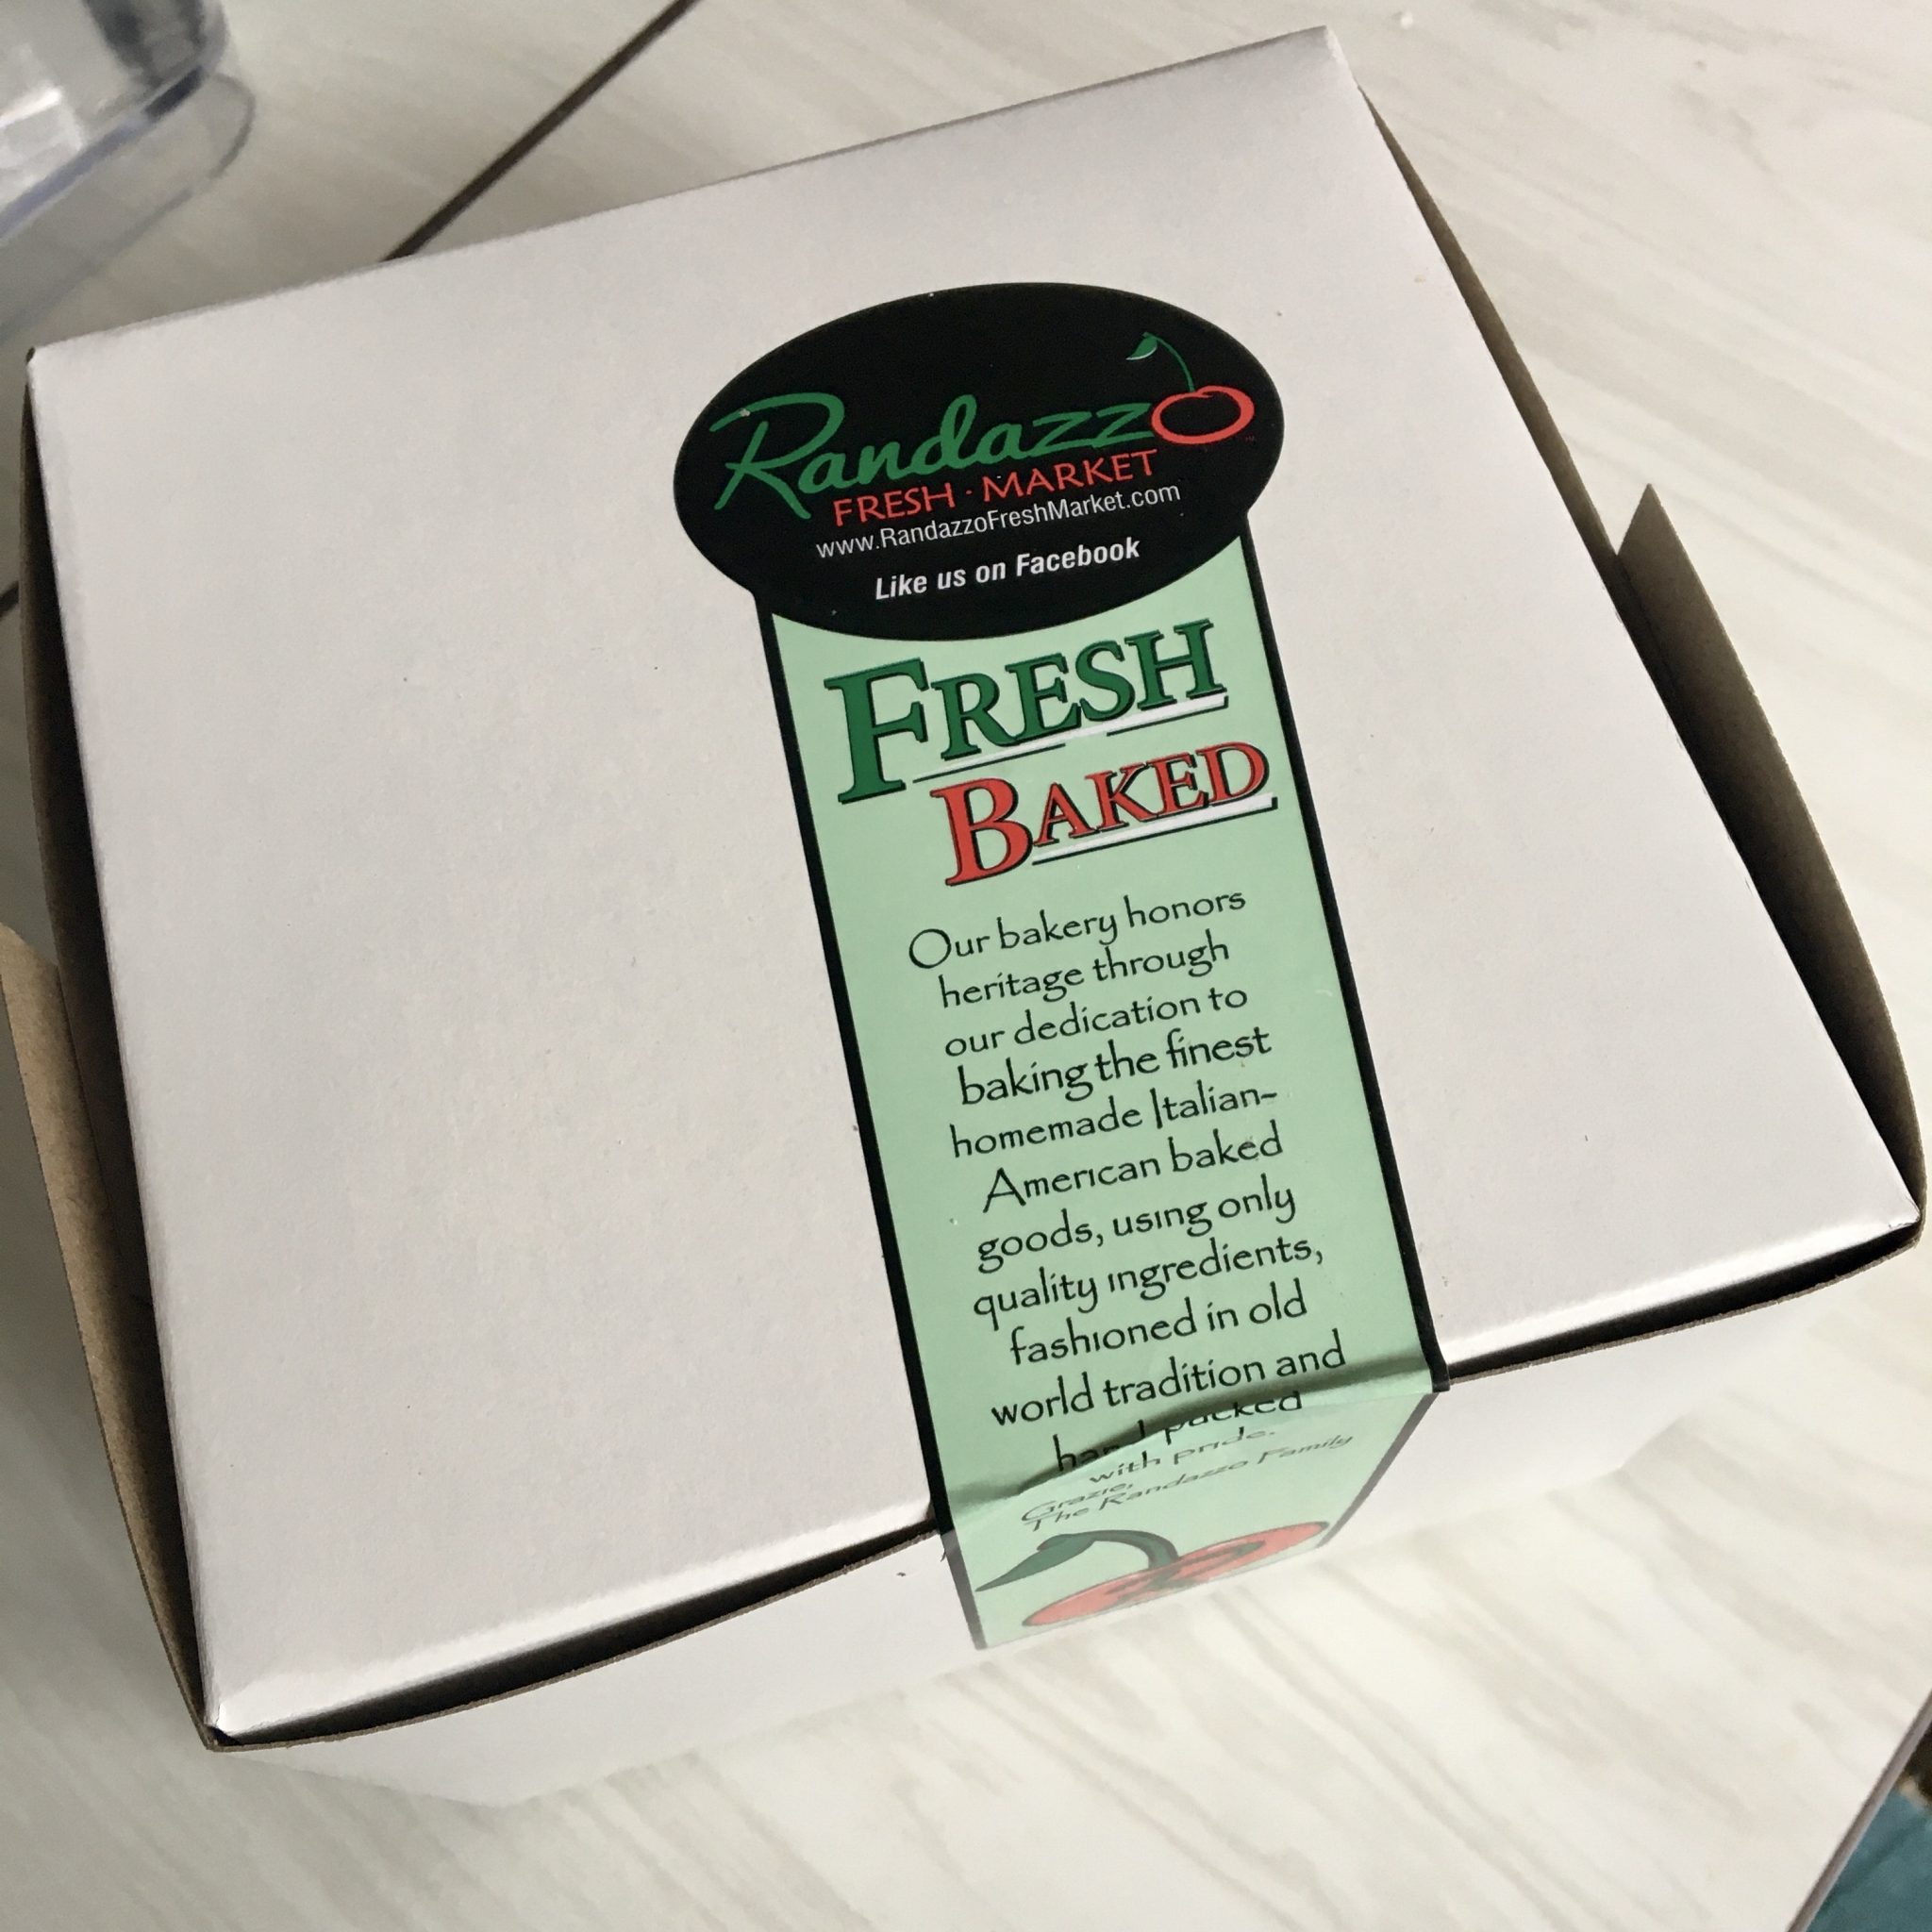 Randazzo
FRESH · MARKET
www.RandazzoFreshMarket.com
Like us on Facebook
FRESH
BAKED
Our bakery honors
heritage through
our dedication to
baking the finest
homemade Italian-
American baked
goods, using only
quality ingredients,
fashioned in old
world tradition and
hand packed
with pride.
Grazie,
The Randazzo Family